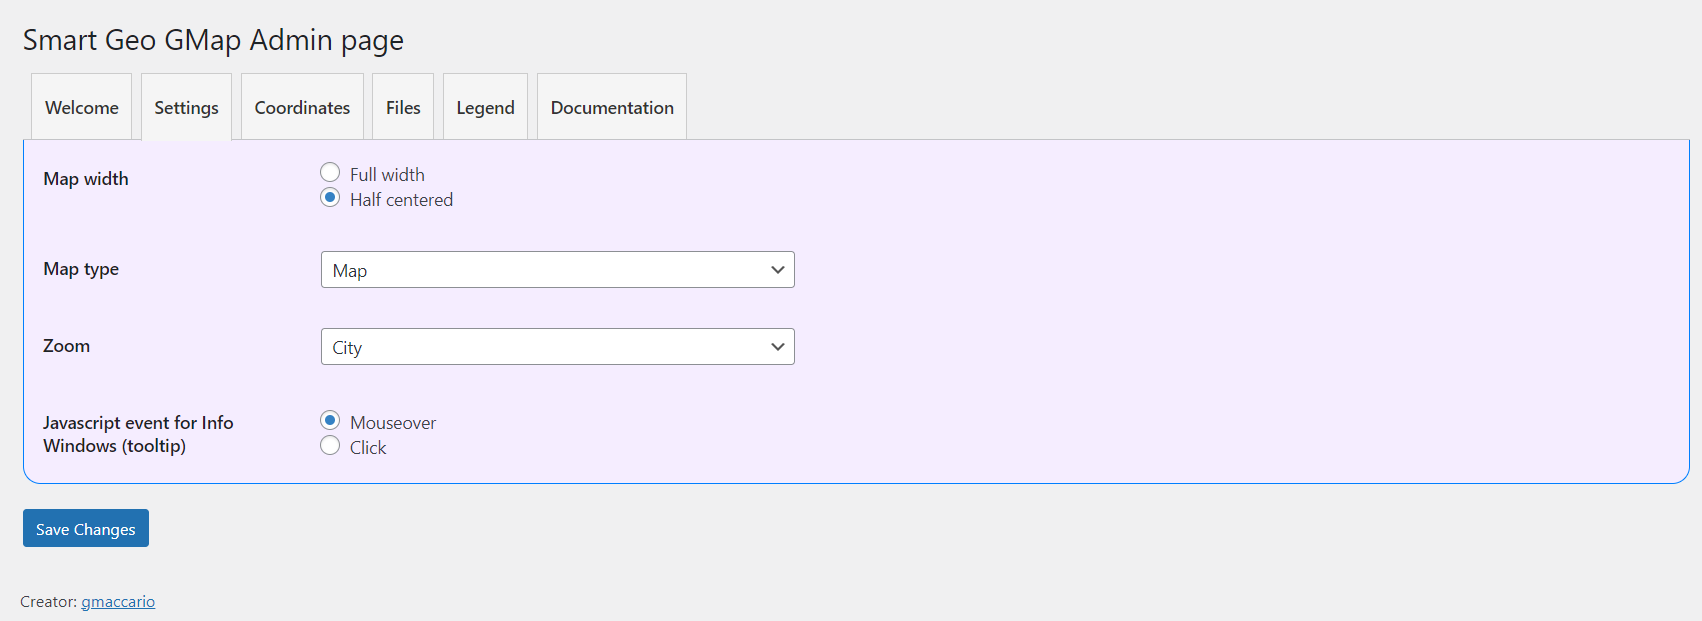 Smart Geo GMap Admin page
Welcome Settings Coordinates Files Legend Documentation
Map width
Full width
Half centered
Map type
Map
Zoom
City
Javascript event for Info
Windows (tooltip)
Mouseover
Click
Save Changes
Creator: gmaccario